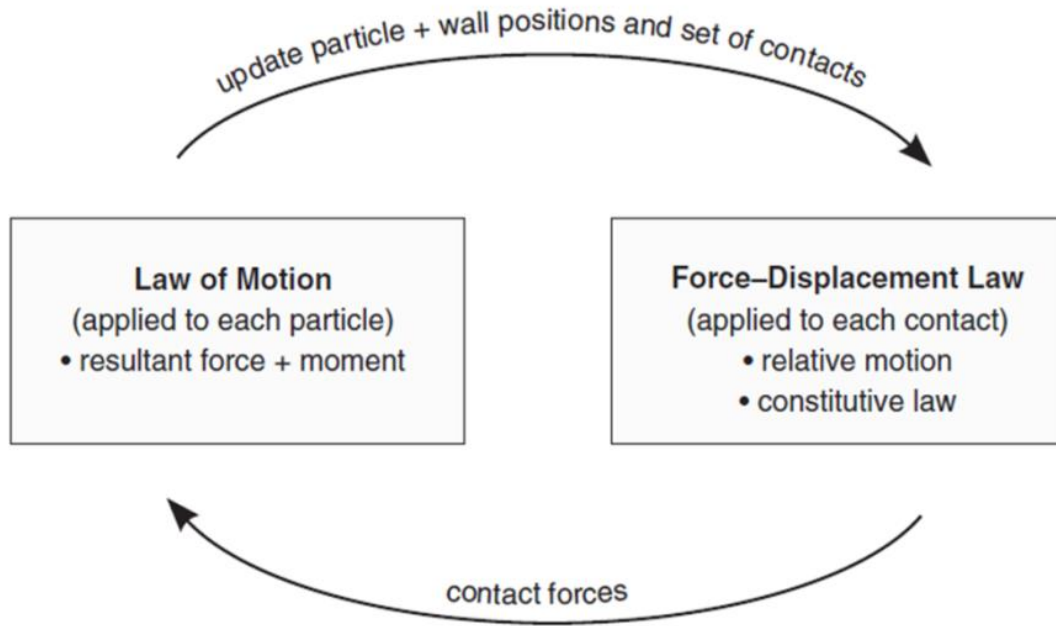 update particle + wall positions and set of contacts
Law of Motion
(applied to each particle)
• resultant force + moment
Force–Displacement Law
(applied to each contact)
• relative motion
• constitutive law
contact forces